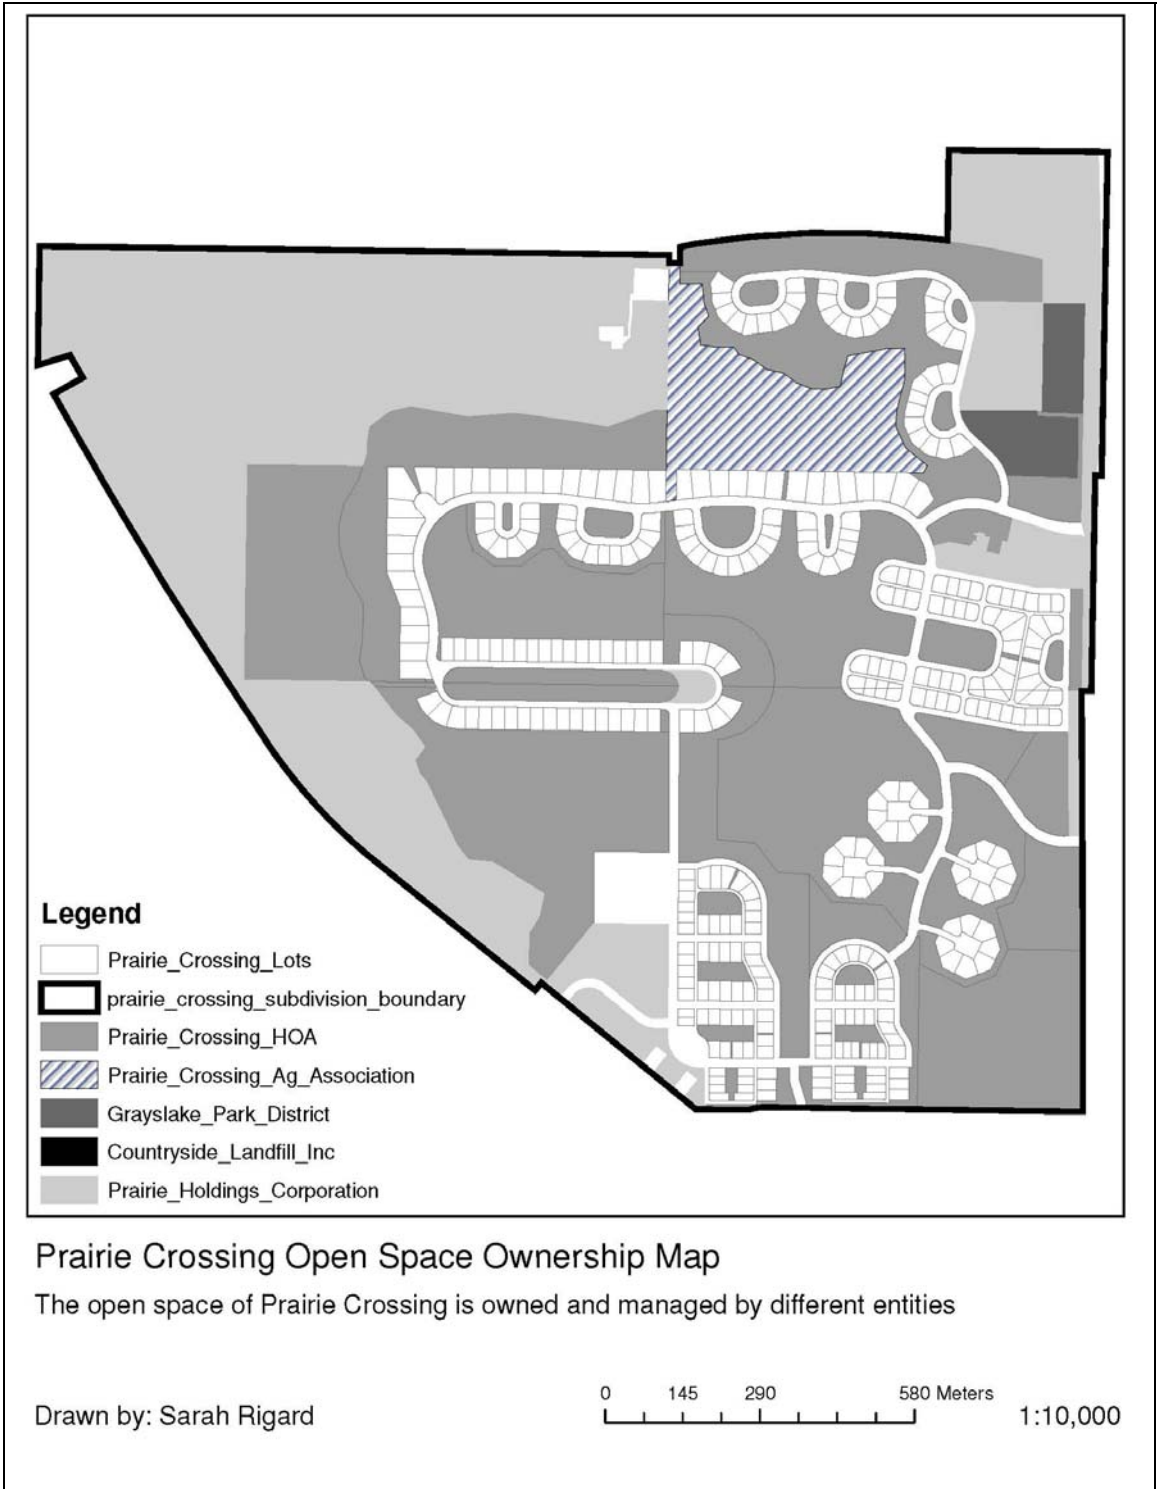 Legend
Prairie_Crossing_Lots
prairie_crossing_subdivision_boundary
Prairie_Crossing_HOA
Prairie_Crossing_Ag_Association
Grayslake_Park_District
Countryside_Landfill_Inc
Prairie_Holdings_Corporation
Prairie Crossing Open Space Ownership Map
The open space of Prairie Crossing is owned and managed by different entities
0 145 290 580 Meters
Drawn by: Sarah Rigard
1:10,000